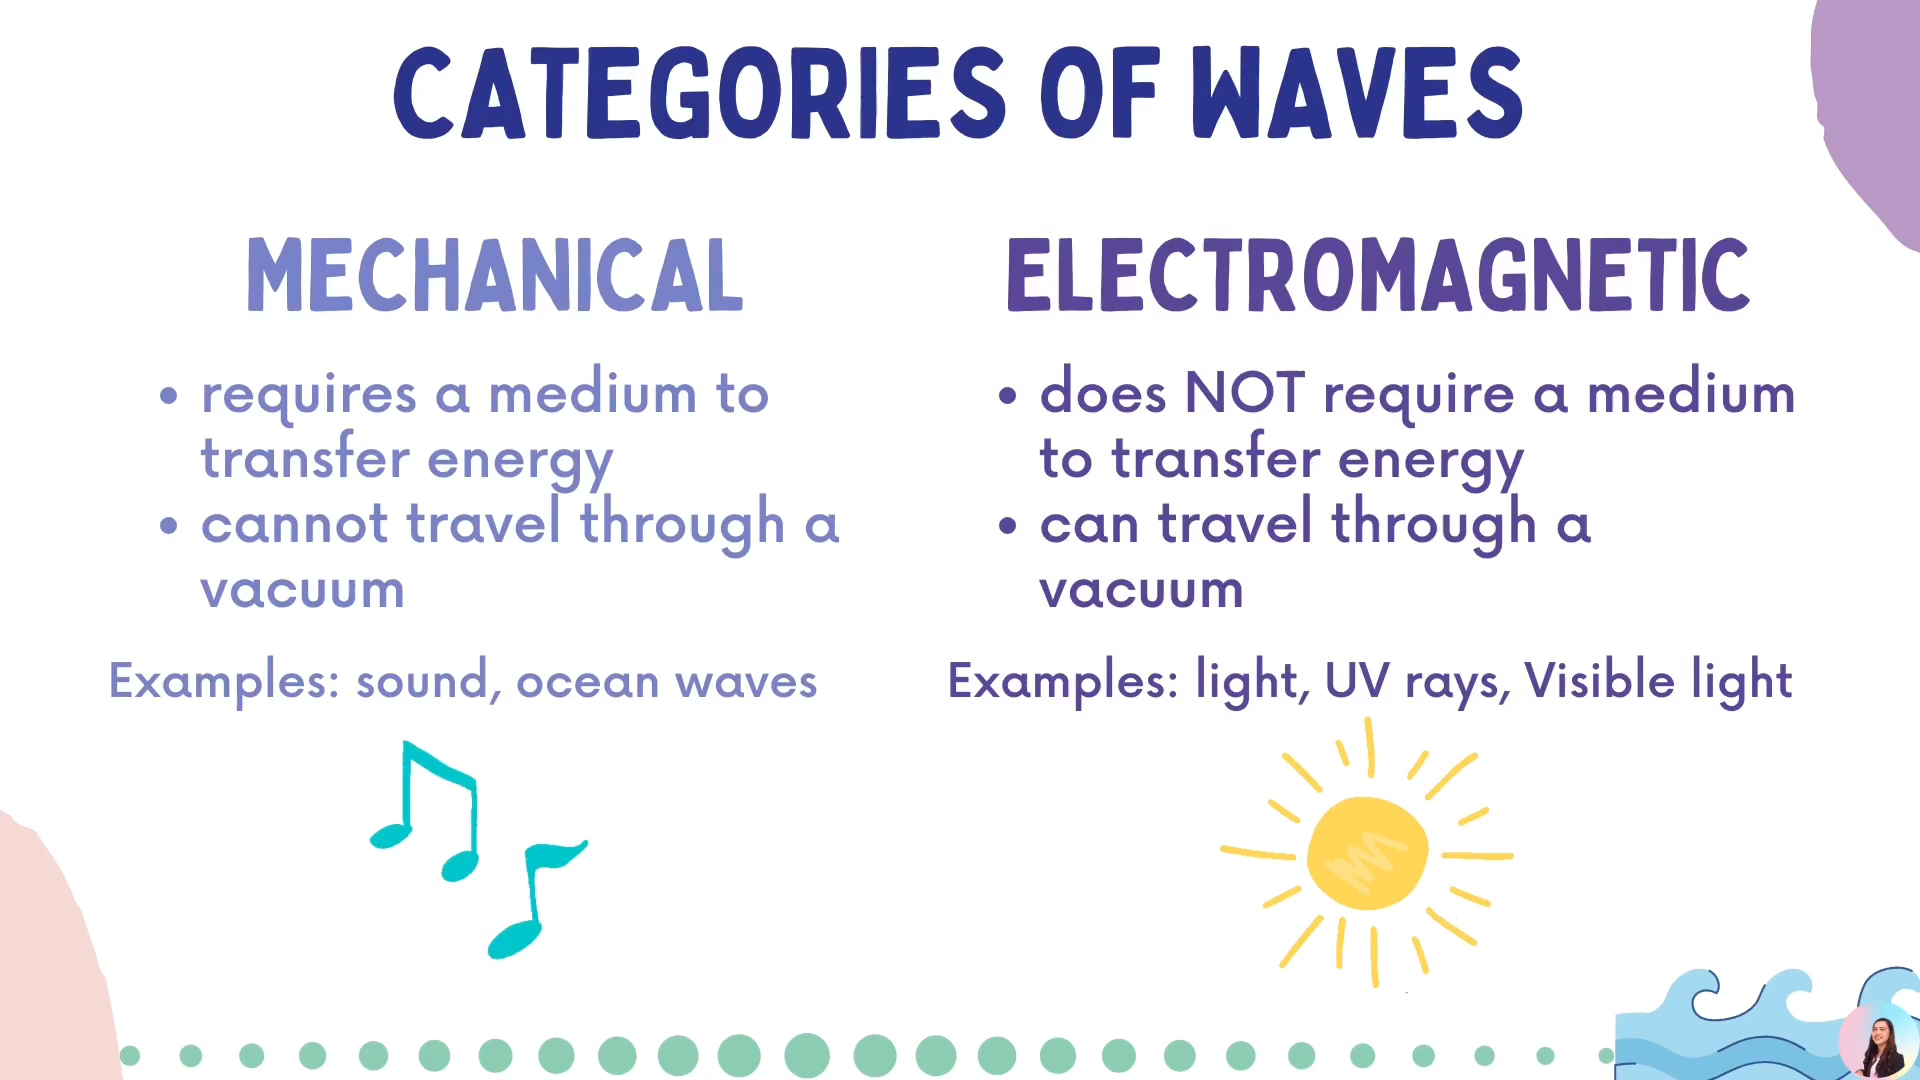 CATEGORIES OF WAVES
MECHANICAL
• requires a medium to
transfer energy
• cannot travel through a
vacuum
Examples: sound, ocean waves
ELECTROMAGNETIC
• does NOT require a medium
to transfer energy
• can travel through a
vacuum
Examples: light, UV rays, Visible light